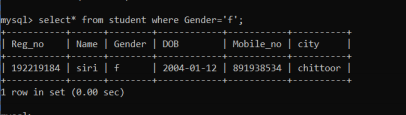 mysql> select* from student where Gender='f';
+-----------+------+--------+------------+-----------+----------+
| Reg_no | Name | Gender | DOB | Mobile_no | city |
+-----------+------+--------+------------+-----------+----------+
| 192219184 | siri | f | 2004-01-12 | 891938534 | chittoor |
+-----------+------+--------+------------+-----------+----------+
1 row in set (0.00 sec)